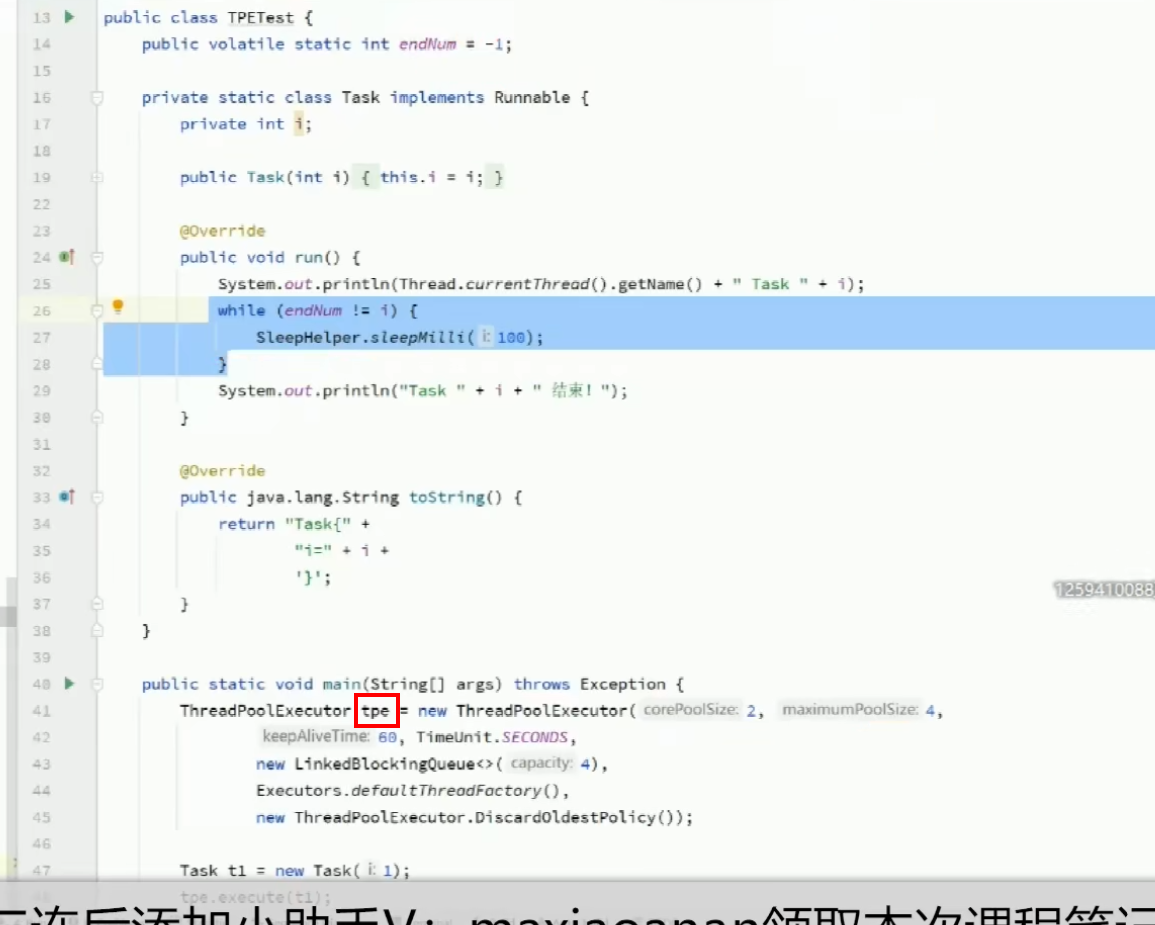 13 public class TPETest {
14 public volatile static int endNum = -1;
15
16 private static class Task implements Runnable {
17 private int i;
18
19 public Task(int i) { this.i = i; }
22
23 @Override
24 public void run() {
25 System.out.println(Thread.currentThread().getName() + " Task " + i);
26 while (endNum != i) {
27 SleepHelper.sleepMilli( i: 100);
28 }
29 System.out.println("Task " + i + " 结束! ");
30 }
31
32 @Override
33 public java.lang.String toString() {
34 return "Task{" +
35 "i=" + i +
36 '}';
37 }
1259410088
38 }
39
40 public static void main(String[] args) throws Exception {
41 ThreadPoolExecutor tpe = new ThreadPoolExecutor( corePoolSize: 2, maximumPoolSize: 4,
42 keepAliveTime: 60, TimeUnit.SECONDS,
43 new LinkedBlockingQueue<>( capacity: 4),
44 Executors.defaultThreadFactory(),
45 new ThreadPoolExecutor.DiscardOldestPolicy());
46
47 Task t1 = new Task( i: 1);
48 tpe.execute(t1);
连后添加小助手V: maxiaoanan领取本次课程笔记